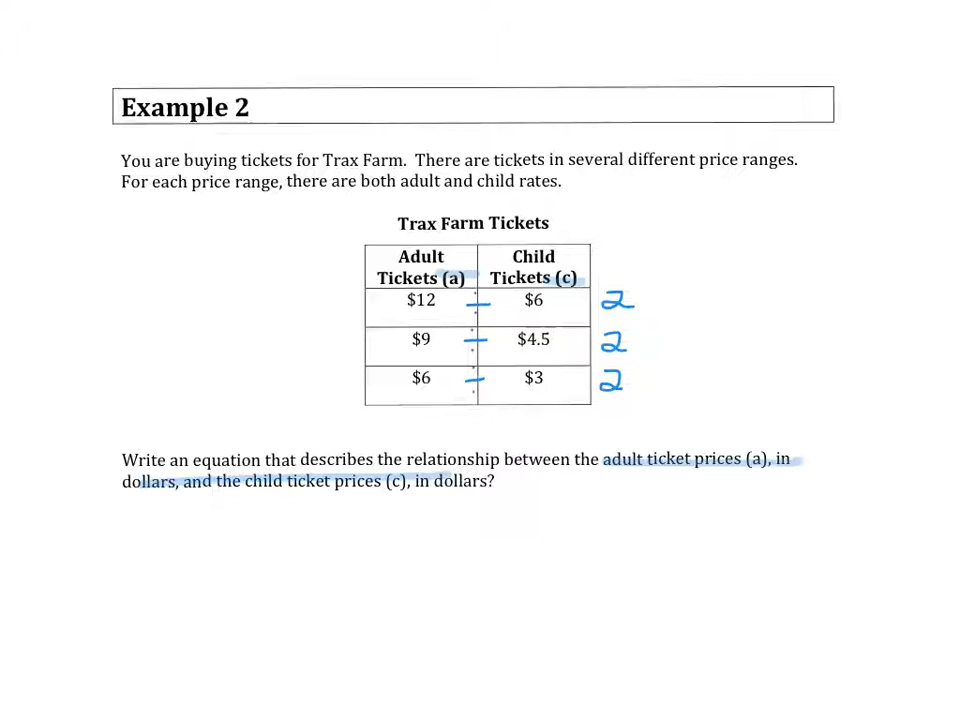 Example 2
You are buying tickets for Trax Farm. There are tickets in several different price ranges.
For each price range, there are both adult and child rates.
Trax Farm Tickets
Adult Tickets (a) Child Tickets (c)
$12 ÷ $6 2
$9 ÷ $4.5 2
$6 ÷ $3 2
Write an equation that describes the relationship between the adult ticket prices (a), in
dollars, and the child ticket prices (c), in dollars?